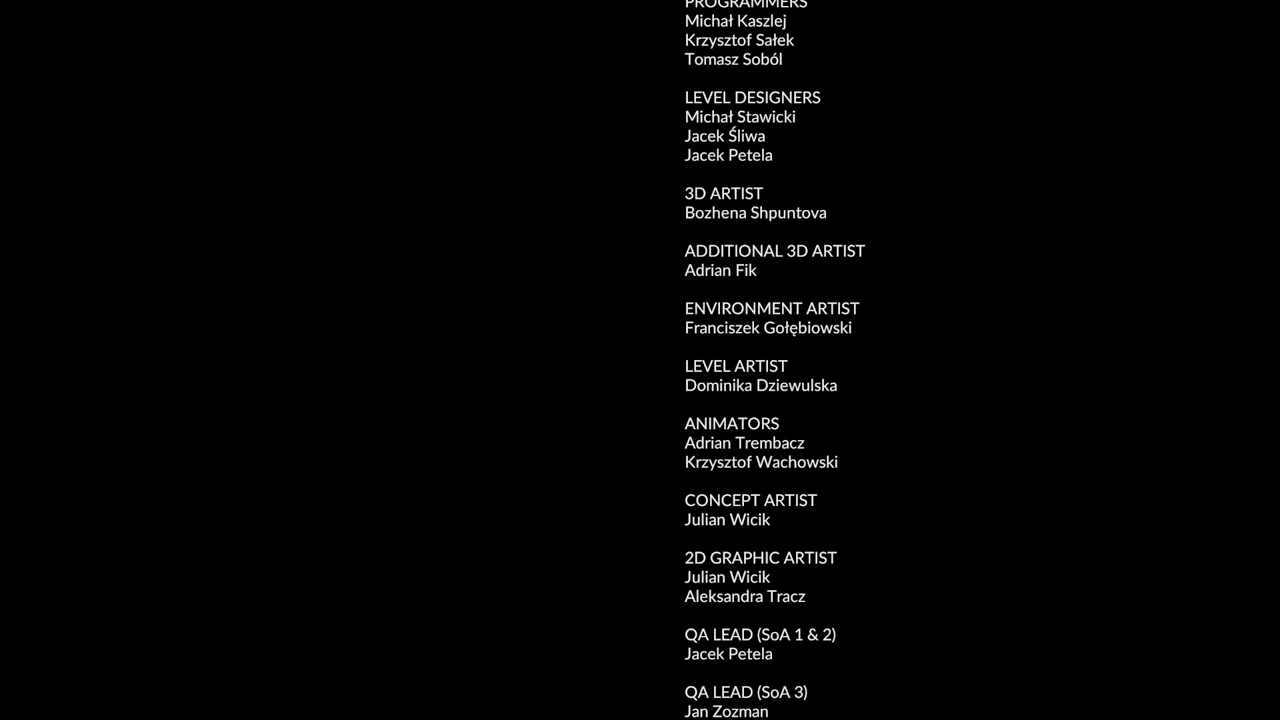 PROGRAMMERS
Michał Kaszlej
Krzysztof Sałek
Tomasz Soból
LEVEL DESIGNERS
Michał Stawicki
Jacek Śliwa
Jacek Petela
3D ARTIST
Bozhena Shpuntova
ADDITIONAL 3D ARTIST
Adrian Fik
ENVIRONMENT ARTIST
Franciszek Gołębiowski
LEVEL ARTIST
Dominika Dziewulska
ANIMATORS
Adrian Trembacz
Krzysztof Wachowski
CONCEPT ARTIST
Julian Wicik
2D GRAPHIC ARTIST
Julian Wicik
Aleksandra Tracz
QA LEAD (SoA 1 & 2)
Jacek Petela
QA LEAD (SoA 3)
Jan Zozman